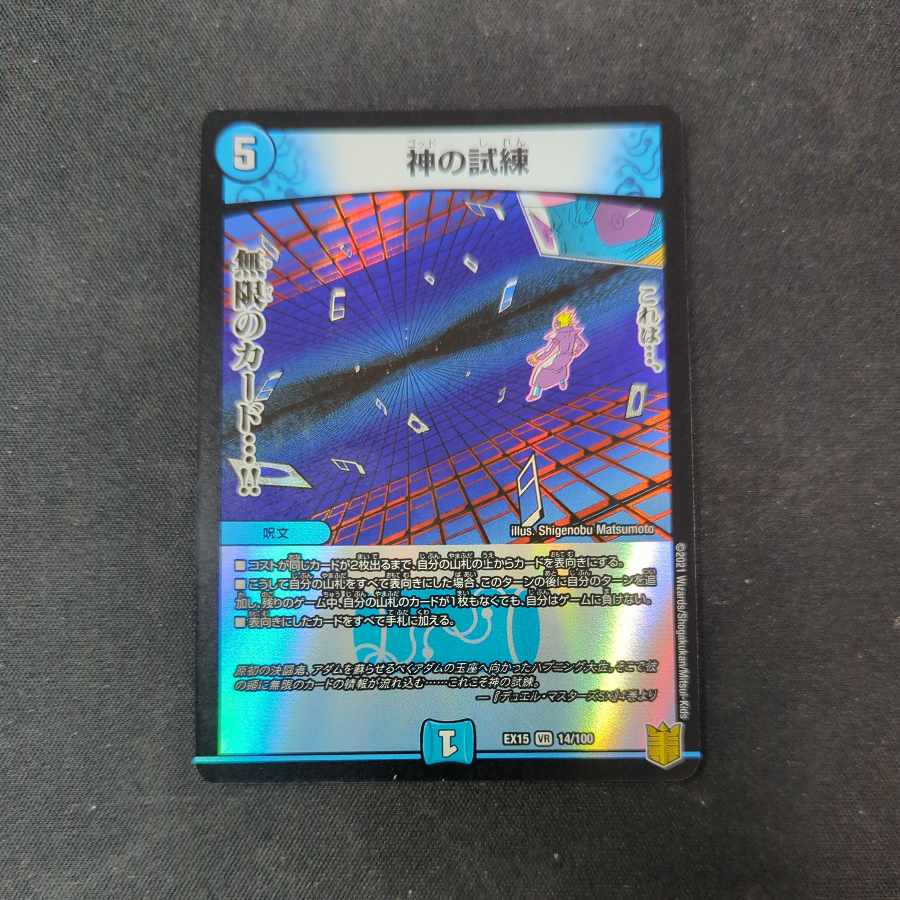 5
ゴッド しれん
神の試練
これは…、
無限のカード…!!
呪文
illus. Shigenobu Matsumoto
■コストが同じカードが2枚出るまで、自分の山札の上からカードを表向きにする。
■こうして自分の山札をすべて表向きにした場合、このターンの後に自分のターンを追
加し、残りのゲーム中、自分の山札のカードが1枚もなくても、自分はゲームに負けない。
■表向きにしたカードをすべて手札に加える。
原初の決闘者、アダムを蘇らせるべくアダムの玉座へ向かったハプニング大佐。そこで彼
の頭に無限のカードの情報が流れ込む……これこそ神の試練。
―『デュエル・マスターズSX』4巻より
1
EX15 VR 14/100
©2021 Wizards/Shogakukan/Mitsui-Kids